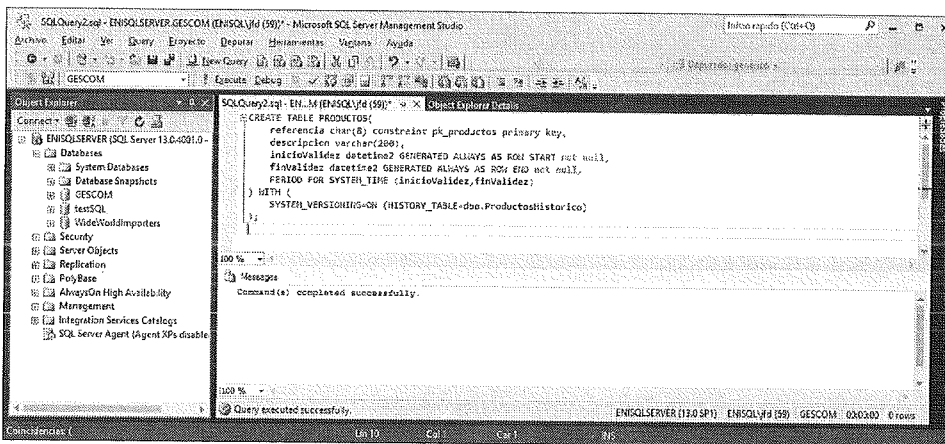 SQLQuery2.sql - ENISQLSERVER.GESCOM (ENISQL\jfd (59))* - Microsoft SQL Server Management Studio
Inicio rápido (Ctrl+Q)
Archivo Editar Ver Query Proyecto Depurar Herramientas Ventana Ayuda
New Query
GESCOM
Execute Debug
Object Explorer
SQLQuery2.sql - EN...M (ENISQL\jfd (59))*
Object Explorer Details
Connect
ENISQLSERVER (SQL Server 13.0.4001.0 -
Databases
System Databases
Database Snapshots
GESCOM
testSQL
WideWorldImporters
Security
Server Objects
Replication
PolyBase
AlwaysOn High Availability
Management
Integration Services Catalogs
SQL Server Agent (Agent XPs disable
CREATE TABLE PRODUCTOS(
referencia char(8) constraint pk_productos primary key,
descripcion varchar(200),
inicioValidez datetime2 GENERATED ALWAYS AS ROW START not null,
finValidez datetime2 GENERATED ALWAYS AS ROW END not null,
PERIOD FOR SYSTEM_TIME (inicioValidez,finValidez)
) WITH (
SYSTEM_VERSIONING=ON (HISTORY_TABLE=dbo.ProductosHistorico)
);
100 %
Messages
Command(s) completed successfully.
100 %
Query executed successfully.
ENISQLSERVER (13.0 SP1) ENISQL\jfd (59) GESCOM 00:00:00 0 rows
Coincidencias: (
Lín 10
Col 1
Car 1
INS